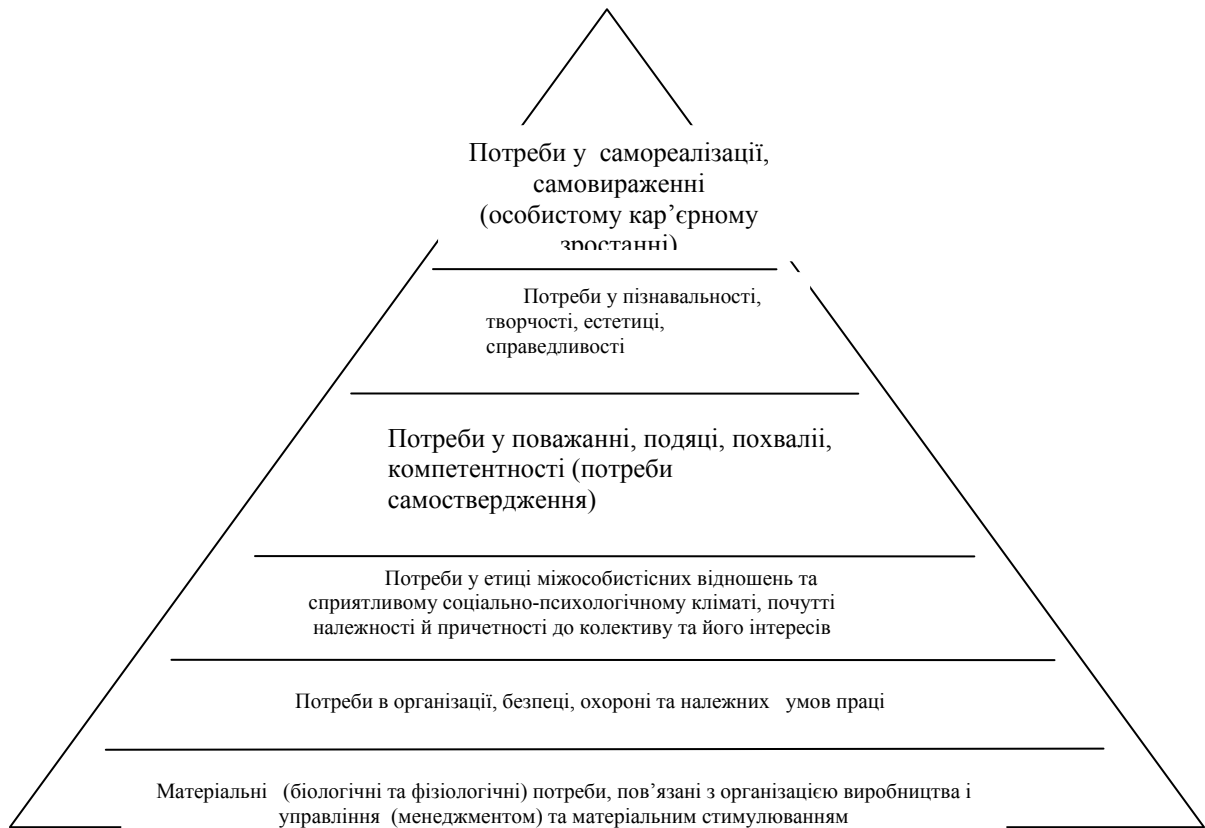 Потреби у самореалізації,
самовираженні
(особистому кар’єрному
зростанні)
Потреби у пізнавальності,
творчості, естетиці,
справедливості
Потреби у поважанні, подяці, похваліі,
компетентності (потреби
самоствердження)
Потреби у етиці міжособистісних відношень та
сприятливому соціально-психологічному кліматі, почутті
належності й причетності до колективу та його інтересів
Потреби в організації, безпеці, охороні та належних умов праці
Матеріальні (біологічні та фізіологічні) потреби, пов’язані з організацією виробництва і
управління (менеджментом) та матеріальним стимулюванням